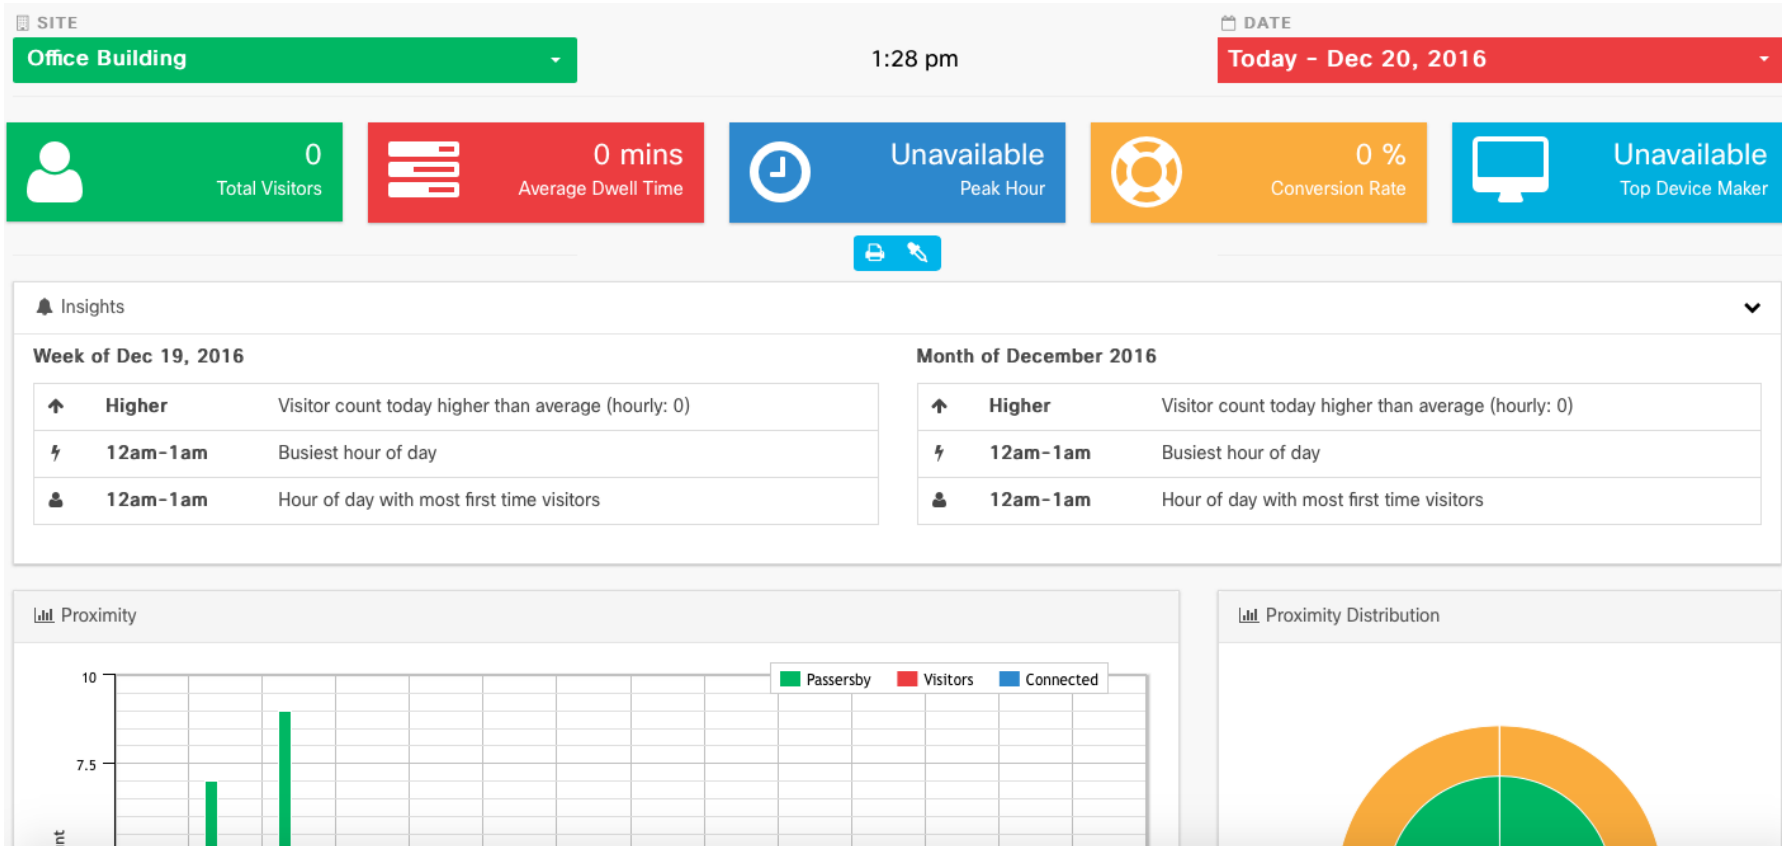 SITE
DATE
Office Building
1:28 pm
Today - Dec 20, 2016
0
Total Visitors
0 mins
Average Dwell Time
Unavailable
Peak Hour
0 %
Conversion Rate
Unavailable
Top Device Maker
Insights
Week of Dec 19, 2016
Higher Visitor count today higher than average (hourly: 0)
12am-1am Busiest hour of day
12am-1am Hour of day with most first time visitors
Month of December 2016
Higher Visitor count today higher than average (hourly: 0)
12am-1am Busiest hour of day
12am-1am Hour of day with most first time visitors
Proximity
10
7.5
Passersby Visitors Connected
Proximity Distribution